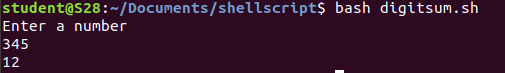 student@S28:~/Documents/shellscript$ bash digitsum.sh
Enter a number
345
12